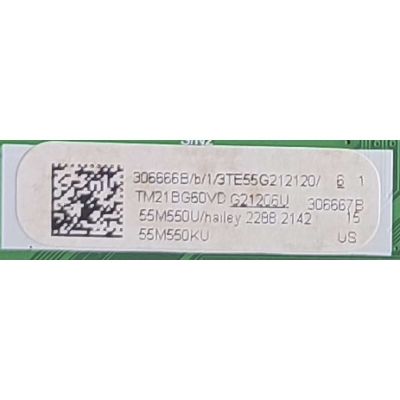 306666B/b/1/3TE55G212120/ 6 1
TM21BG60VD G21206U 306667B
55M550U/hailey 2288 2142 15
55M550KU US